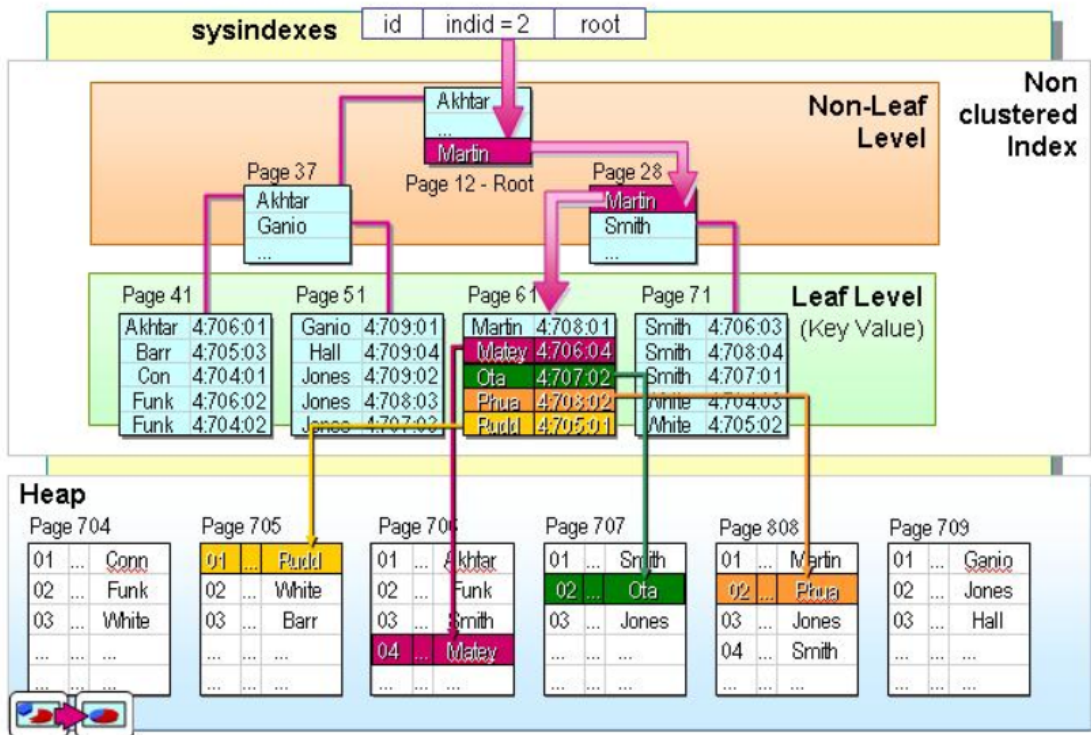 sysindexes id indid = 2 root
Non clustered Index
Non-Leaf Level
Akhtar
...
Martin
Page 12 - Root
Page 37
Akhtar
Ganio
...
Page 28
Martin
Smith
...
Leaf Level
(Key Value)
Page 41
Akhtar 4:706:01
Barr 4:705:03
Con 4:704:01
Funk 4:706:02
Funk 4:704:02
Page 51
Ganio 4:709:01
Hall 4:709:04
Jones 4:709:02
Jones 4:708:03
Jones 4:707:03
Page 61
Martin 4:708:01
Matey 4:706:04
Ota 4:707:02
Phua 4:708:02
Rudd 4:705:01
Page 71
Smith 4:706:03
Smith 4:708:04
Smith 4:707:01
White 4:704:03
White 4:705:02
Heap
Page 704
01 ... Conn
02 ... Funk
03 ... White
... ... ...
... ... ...
Page 705
01 ... Rudd
02 ... White
03 ... Barr
... ... ...
... ... ...
Page 706
01 ... Akhtar
02 ... Funk
03 ... Smith
04 ... Matey
... ... ...
Page 707
01 ... Smith
02 ... Ota
03 ... Jones
... ... ...
... ... ...
Page 808
01 ... Martin
02 ... Phua
03 ... Jones
04 ... Smith
... ... ...
Page 709
01 ... Ganio
02 ... Jones
03 ... Hall
... ... ...
... ... ...